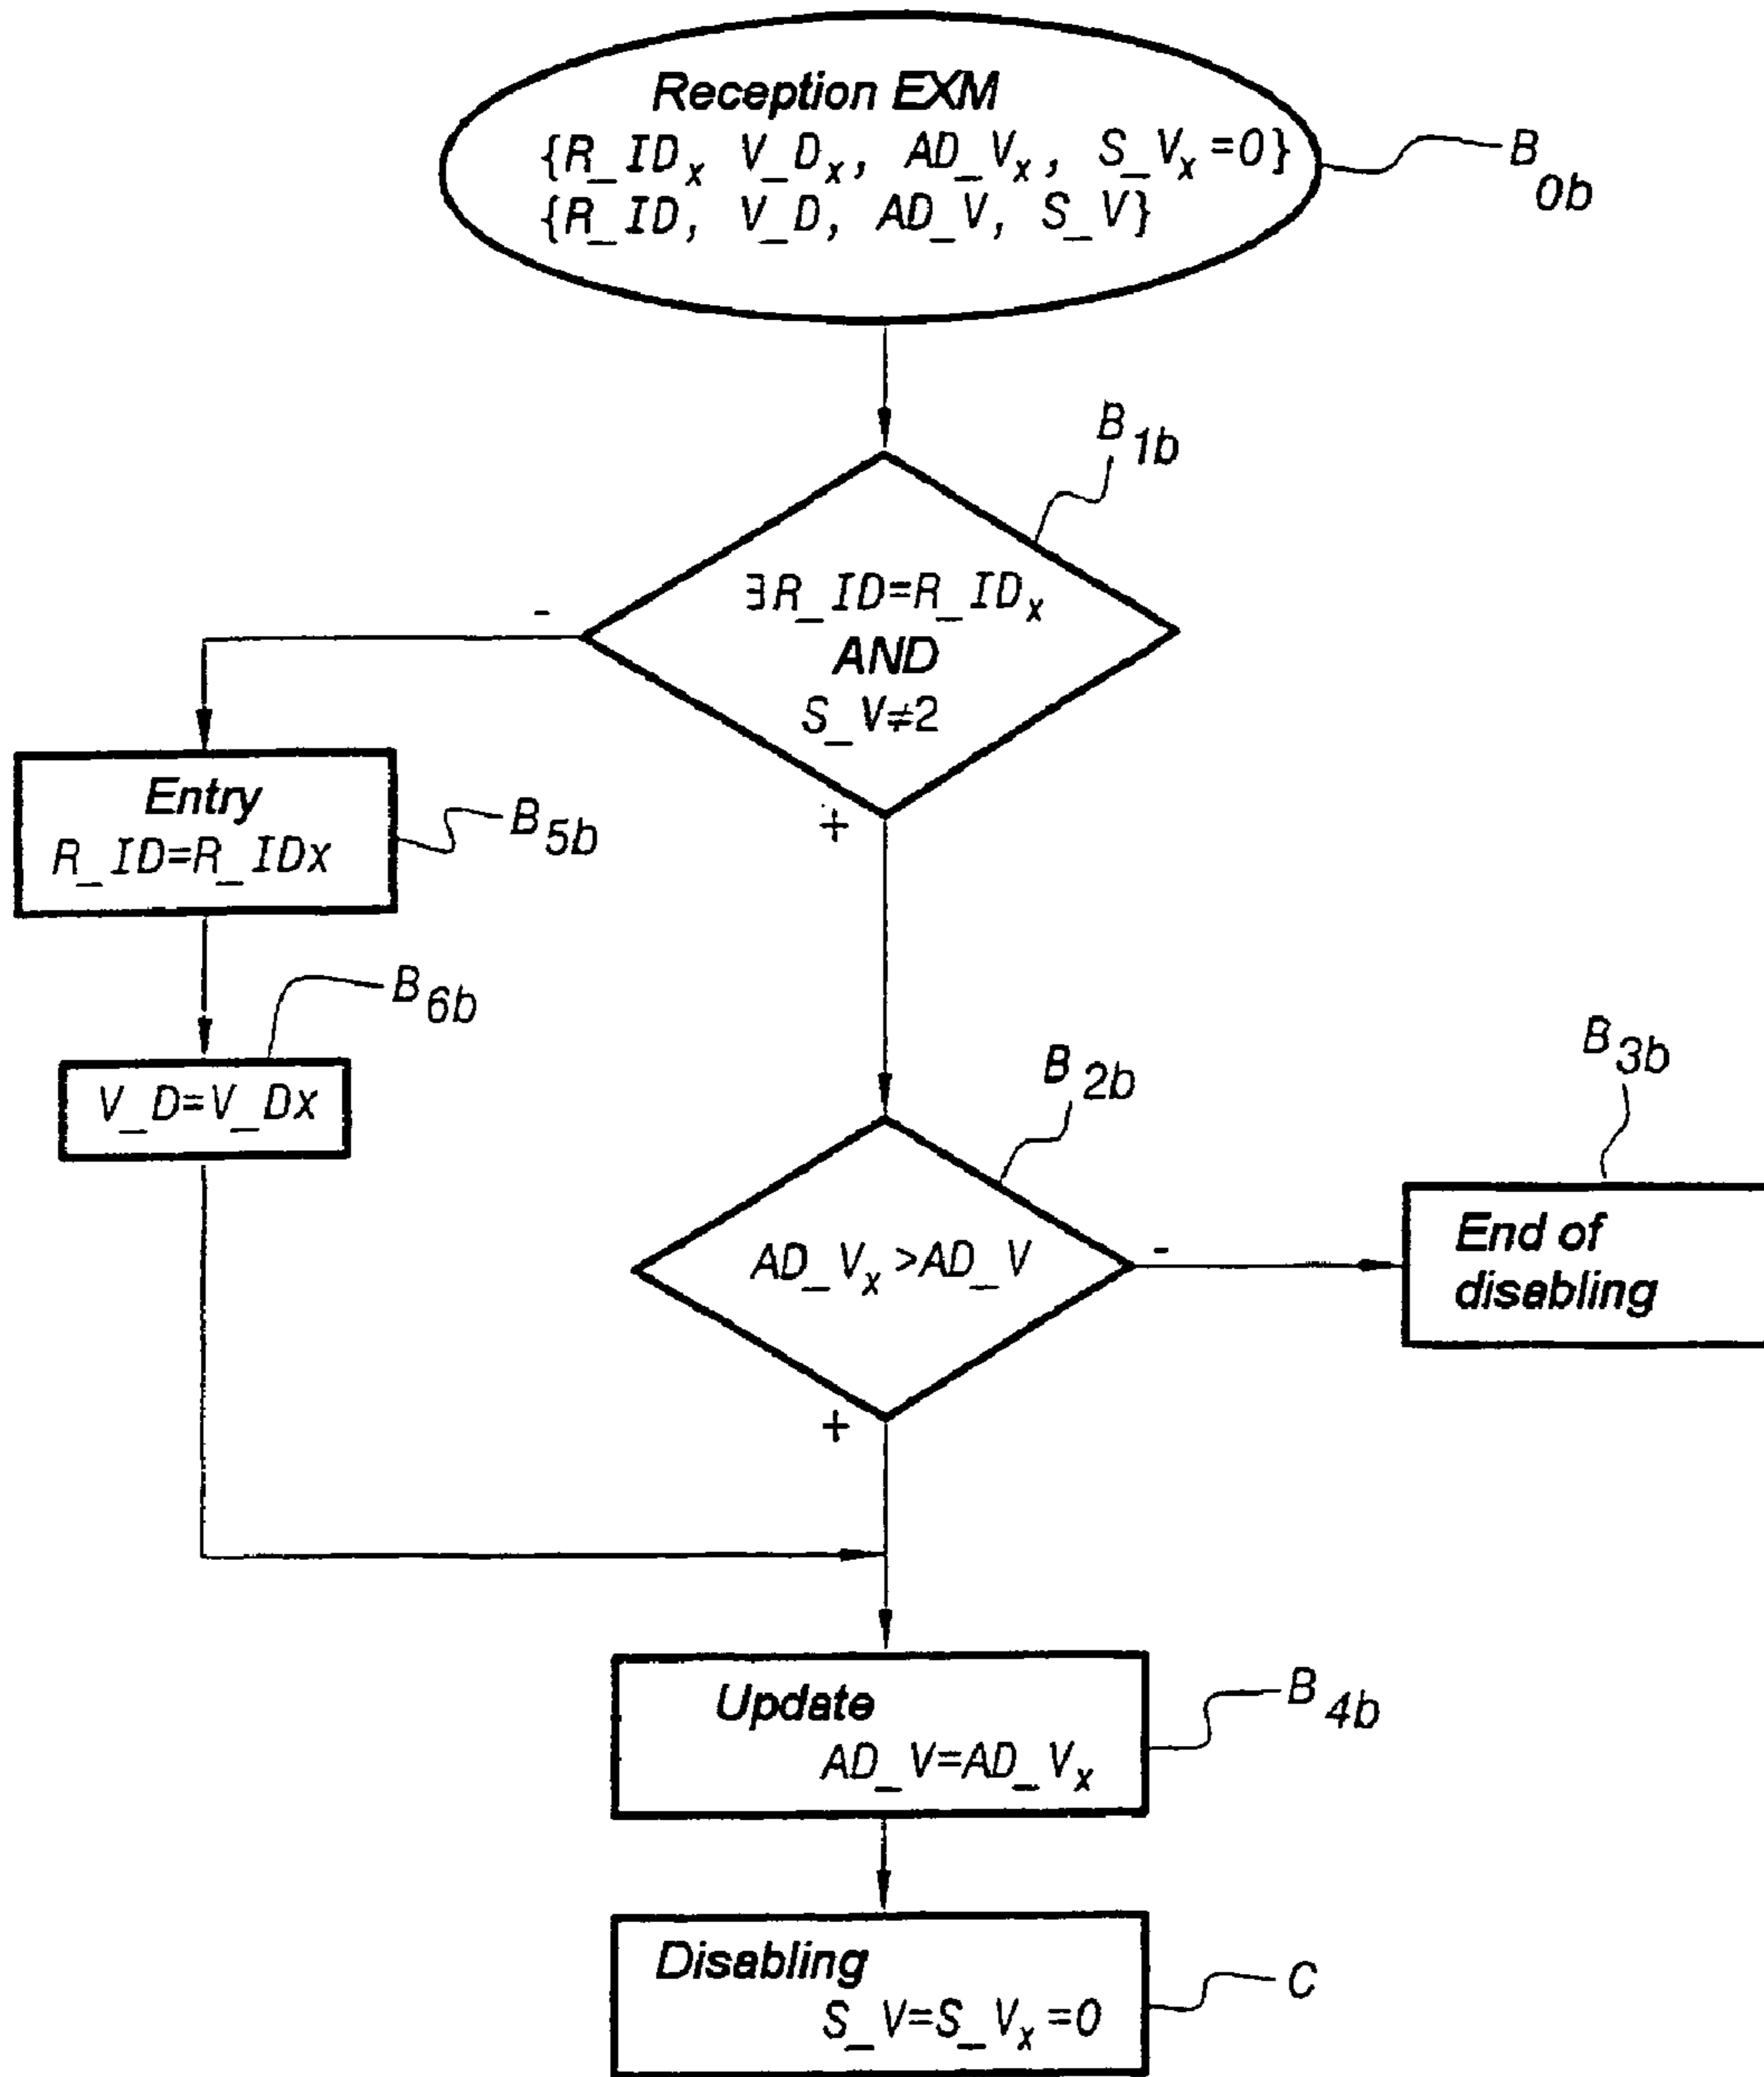 Reception EXM
{R_IDx V_Dx, AD_Vx, S_Vx=0}
{R_ID, V_D, AD_V, S_V}
B0b
B1b
∃R_ID=R_IDx
AND
S_V≠2
-
+
Entry
R_ID=R_IDx
B5b
B6b
V_D=V_Dx
B2b
AD_Vx>AD_V
-
+
B3b
End of
disabling
Update
AD_V=AD_Vx
B4b
Disabling
S_V=S_Vx=0
C